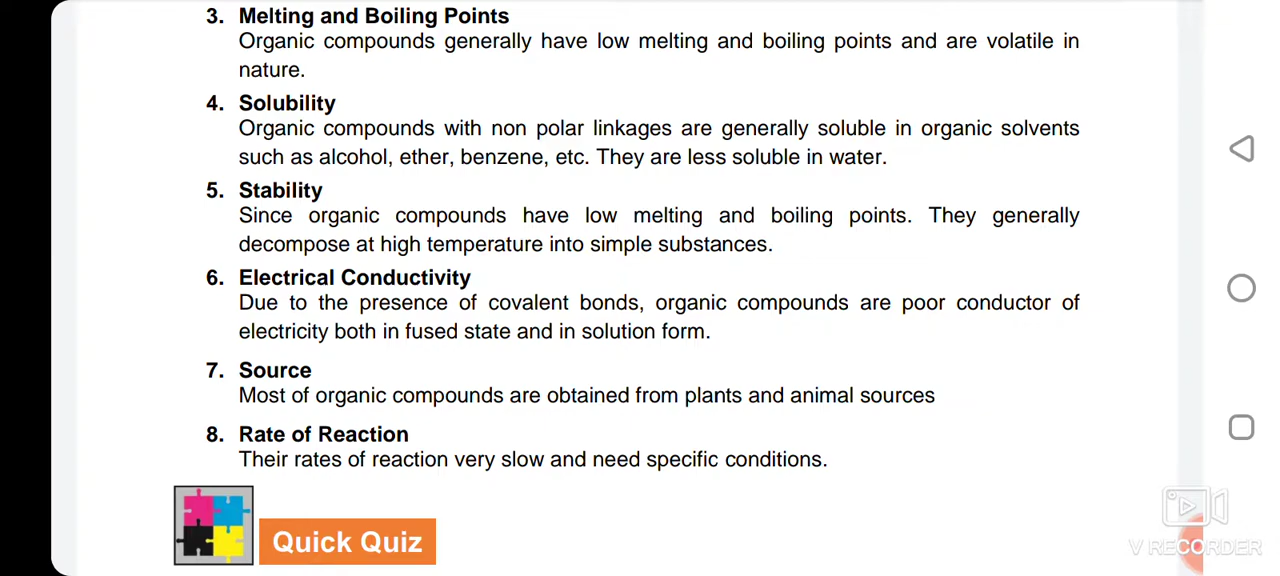 3. Melting and Boiling Points
Organic compounds generally have low melting and boiling points and are volatile in
nature.
4. Solubility
Organic compounds with non polar linkages are generally soluble in organic solvents
such as alcohol, ether, benzene, etc. They are less soluble in water.
5. Stability
Since organic compounds have low melting and boiling points. They generally
decompose at high temperature into simple substances.
6. Electrical Conductivity
Due to the presence of covalent bonds, organic compounds are poor conductor of
electricity both in fused state and in solution form.
7. Source
Most of organic compounds are obtained from plants and animal sources
8. Rate of Reaction
Their rates of reaction very slow and need specific conditions.
Quick Quiz
V RECORDER